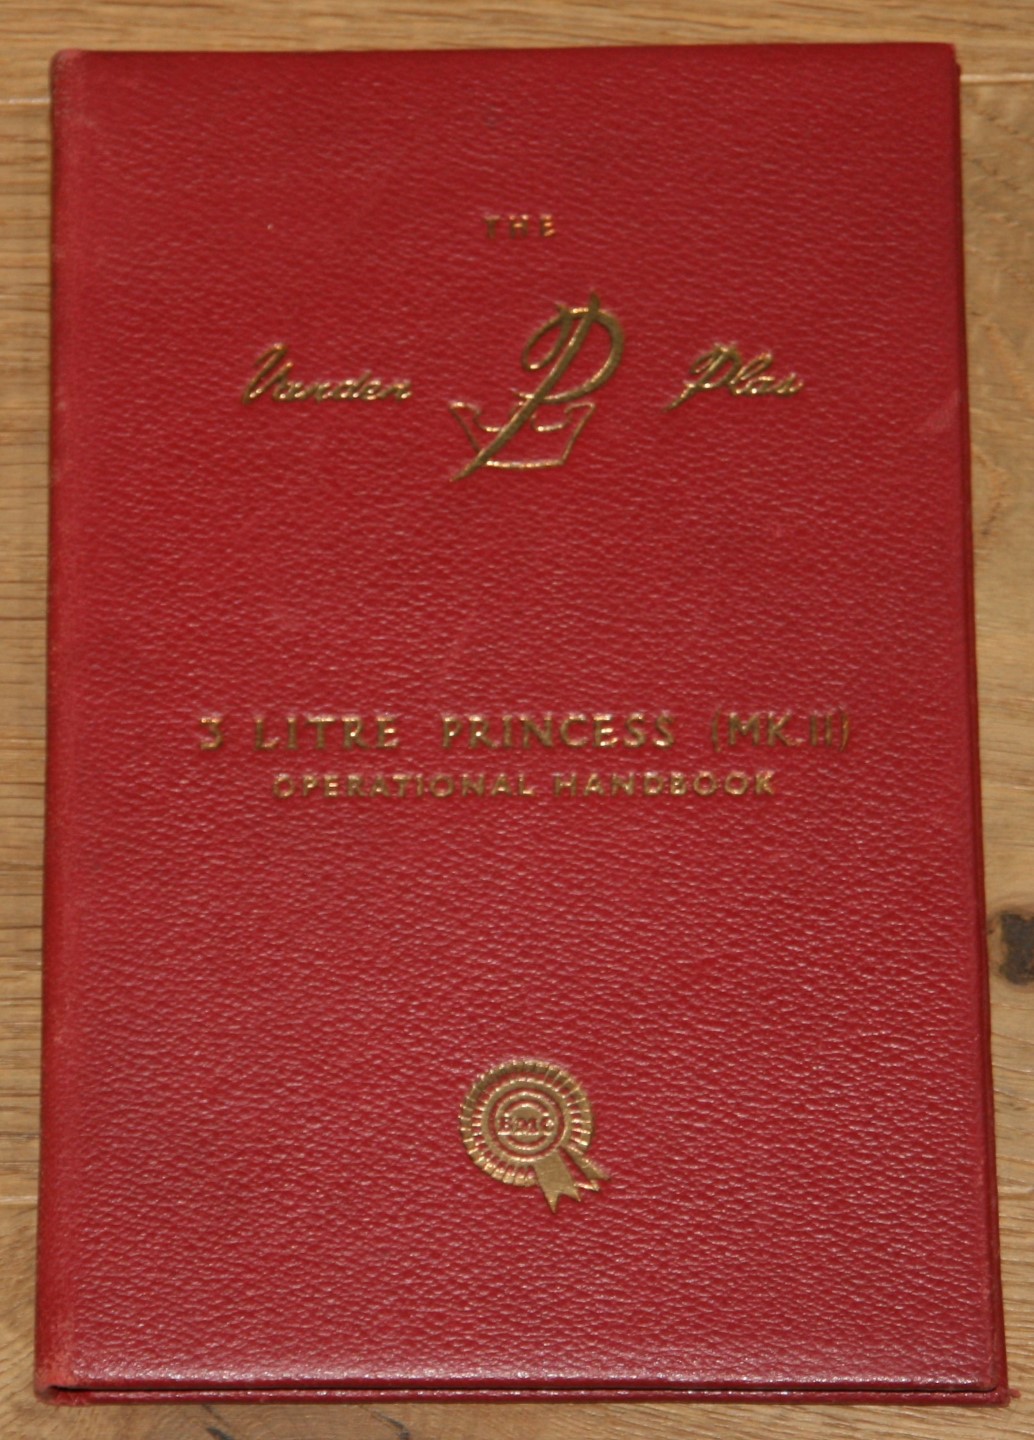 THE
Vanden P Plas
3 LITRE PRINCESS (MK.II)
OPERATIONAL HANDBOOK
BMC